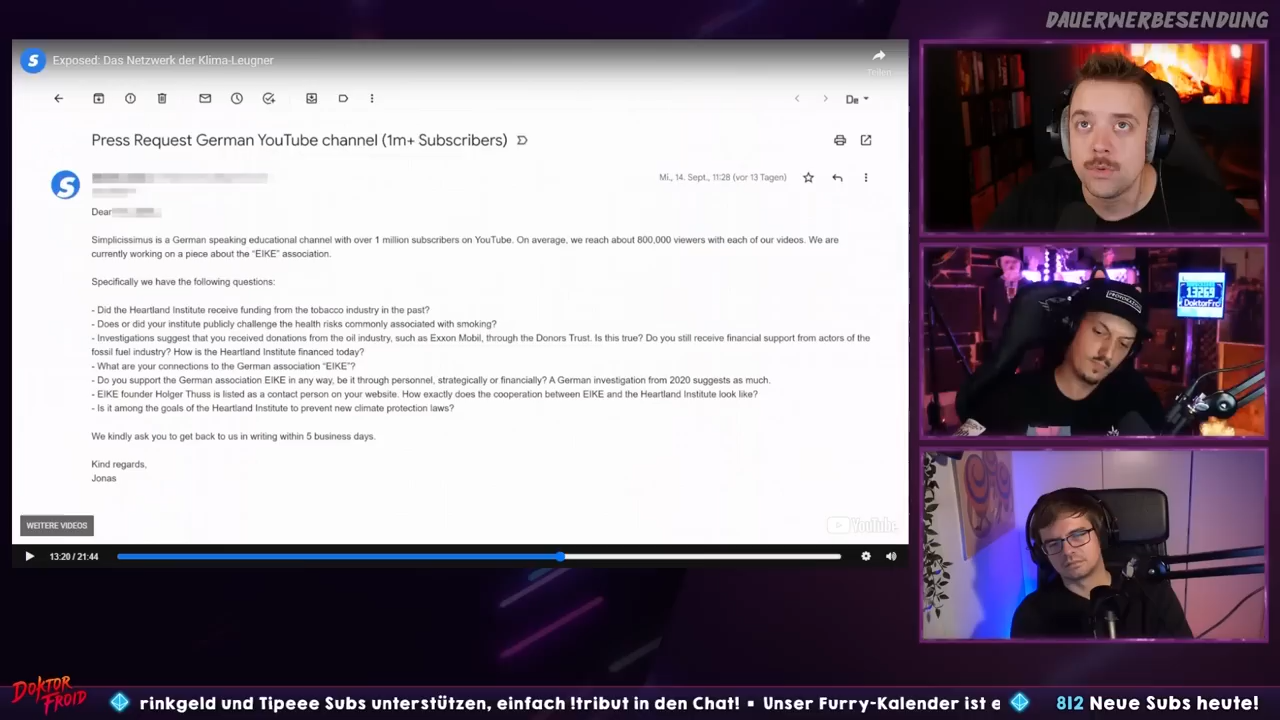 DAUERWERBESENDUNG
S Exposed: Das Netzwerk der Klima-Leugner
Teilen
De
Press Request German YouTube channel (1m+ Subscribers)
S
Mi., 14. Sept., 11:28 (vor 13 Tagen)
Dear
Simplicissimus is a German speaking educational channel with over 1 million subscribers on YouTube. On average, we reach about 800,000 viewers with each of our videos. We are
currently working on a piece about the "EIKE" association.
Specifically we have the following questions:
- Did the Heartland Institute receive funding from the tobacco industry in the past?
- Does or did your institute publicly challenge the health risks commonly associated with smoking?
- Investigations suggest that you received donations from the oil industry, such as Exxon Mobil, through the Donors Trust. Is this true? Do you still receive financial support from actors of the
fossil fuel industry? How is the Heartland Institute financed today?
- What are your connections to the German association "EIKE"?
- Do you support the German association EIKE in any way, be it through personnel, strategically or financially? A German investigation from 2020 suggests as much.
- EIKE founder Holger Thuss is listed as a contact person on your website. How exactly does the cooperation between EIKE and the Heartland Institute look like?
- Is it among the goals of the Heartland Institute to prevent new climate protection laws?
We kindly ask you to get back to us in writing within 5 business days.
Kind regards,
Jonas
WEITERE VIDEOS
YouTube
13:20 / 21:44
13269
DoktorFro
DOKTOR
FROID
rinkgeld und Tipeee Subs unterstützen, einfach !tribut in den Chat! ▪ Unser Furry-Kalender ist e
812 Neue Subs heute!